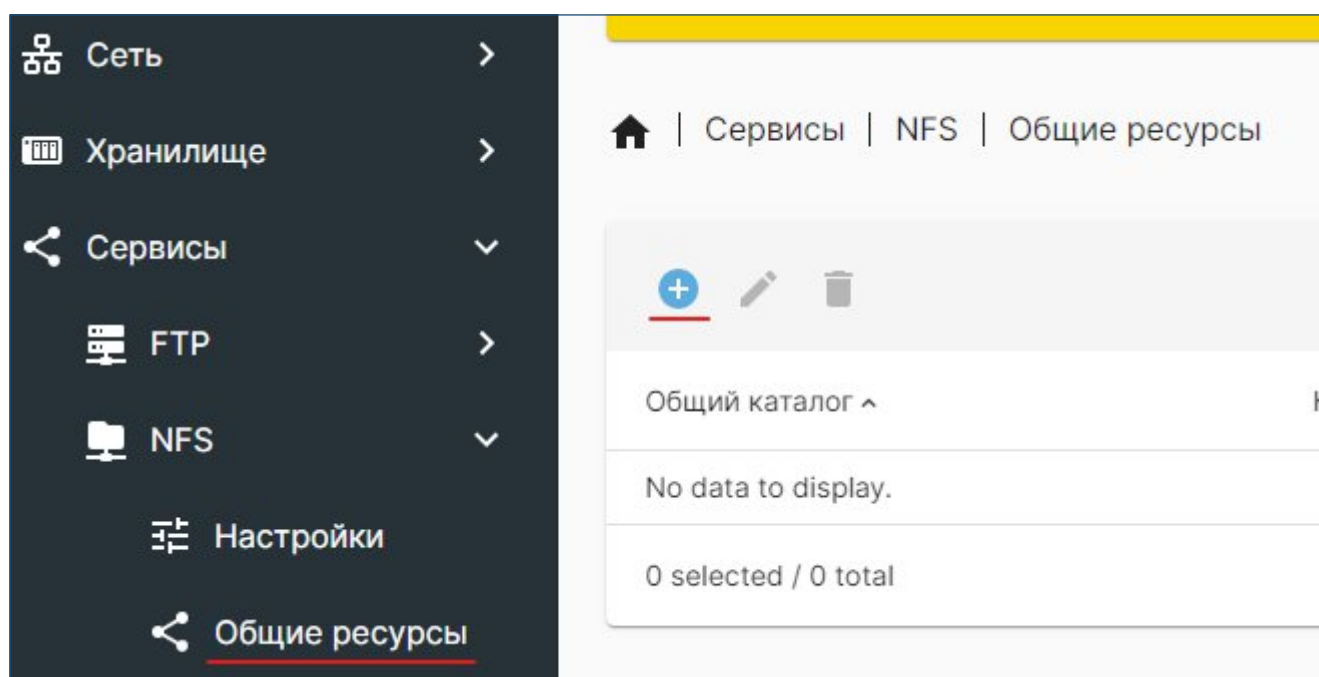 Сеть
Хранилище
Сервисы
FTP
NFS
Настройки
Общие ресурсы
Сервисы | NFS | Общие ресурсы
Общий каталог
No data to display.
0 selected / 0 total